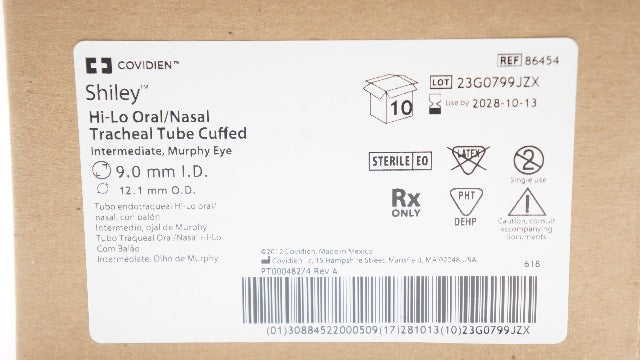 COVIDIEN™
Shiley™
Hi-Lo Oral/Nasal
Tracheal Tube Cuffed
Intermediate, Murphy Eye
9.0 mm I.D.
12.1 mm O.D.
Tubo endotraqueal Hi-Lo oral/
nasal, con balón
Intermedio, ojal de Murphy
Tubo Traqueal Oral/Nasal Hi-Lo
Com Balão
Intermediate, Olho de Murphy
REF 86454
10
LOT 23G0799JZX
Use by 2028-10-13
STERILE EO
LATEX
2
Single use
Rx
ONLY
PHT
DEHP
!
Caution, consult
accompanying
documents
©2012 Covidien. Made in Mexico.
Covidien llc, 15 Hampshire Street, Mansfield, MA 02048 USA.
PT00048274 Rev A
618
(01)30884522000509(17)281013(10)23G0799JZX